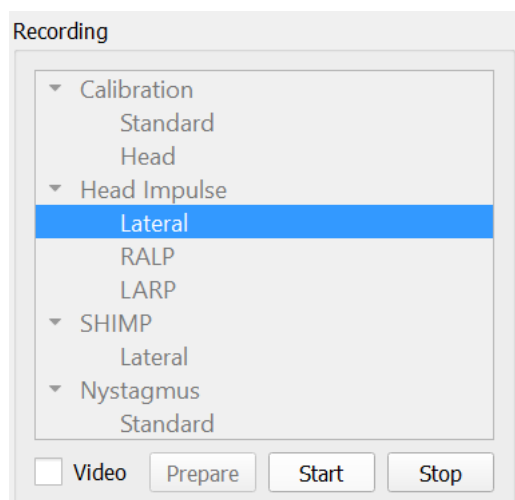 Recording
Calibration
Standard
Head
Head Impulse
Lateral
RALP
LARP
SHIMP
Lateral
Nystagmus
Standard
Video Prepare Start Stop